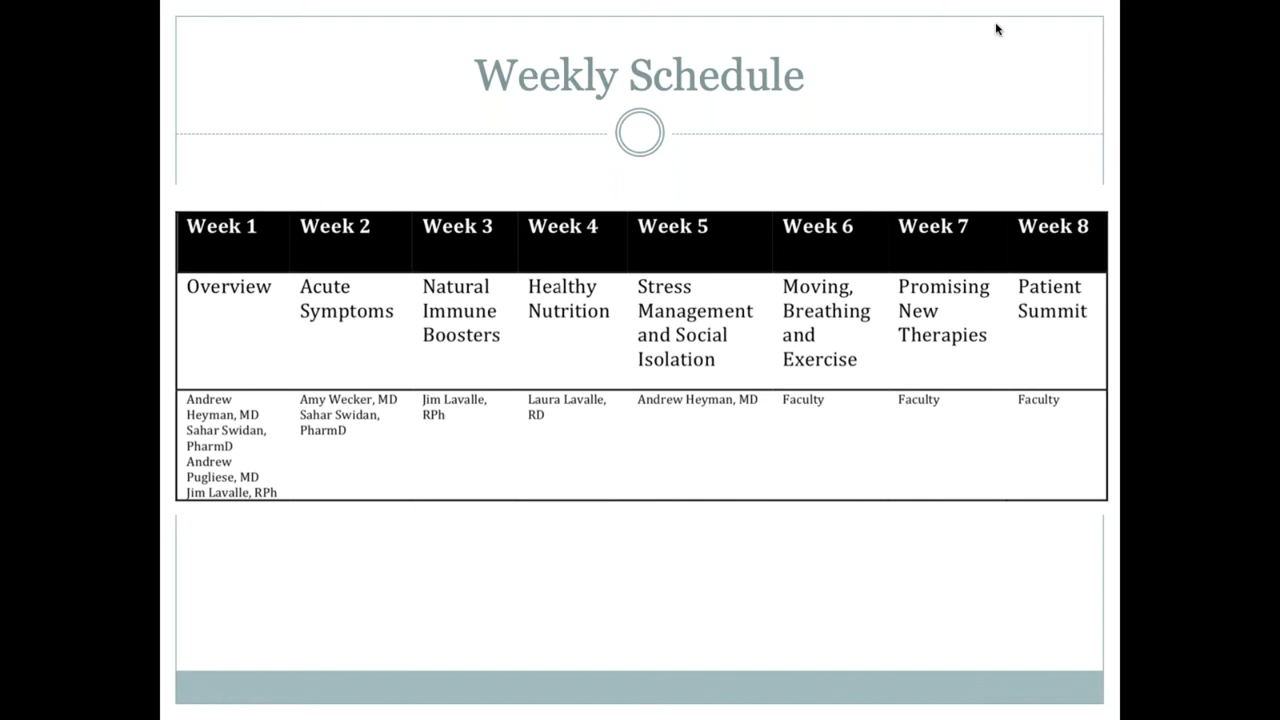 Weekly Schedule
Week 1 Week 2 Week 3 Week 4 Week 5 Week 6 Week 7 Week 8
Overview
Acute
Symptoms
Natural
Immune
Boosters
Healthy
Nutrition
Stress
Management
and Social
Isolation
Moving,
Breathing
and
Exercise
Promising
New
Therapies
Patient
Summit
Andrew
Heyman, MD
Sahar Swidan,
PharmD
Andrew
Pugliese, MD
Jim Lavalle, RPh
Amy Wecker, MD
Sahar Swidan,
PharmD
Jim Lavalle,
RPh
Laura Lavalle,
RD
Andrew Heyman, MD
Faculty
Faculty
Faculty